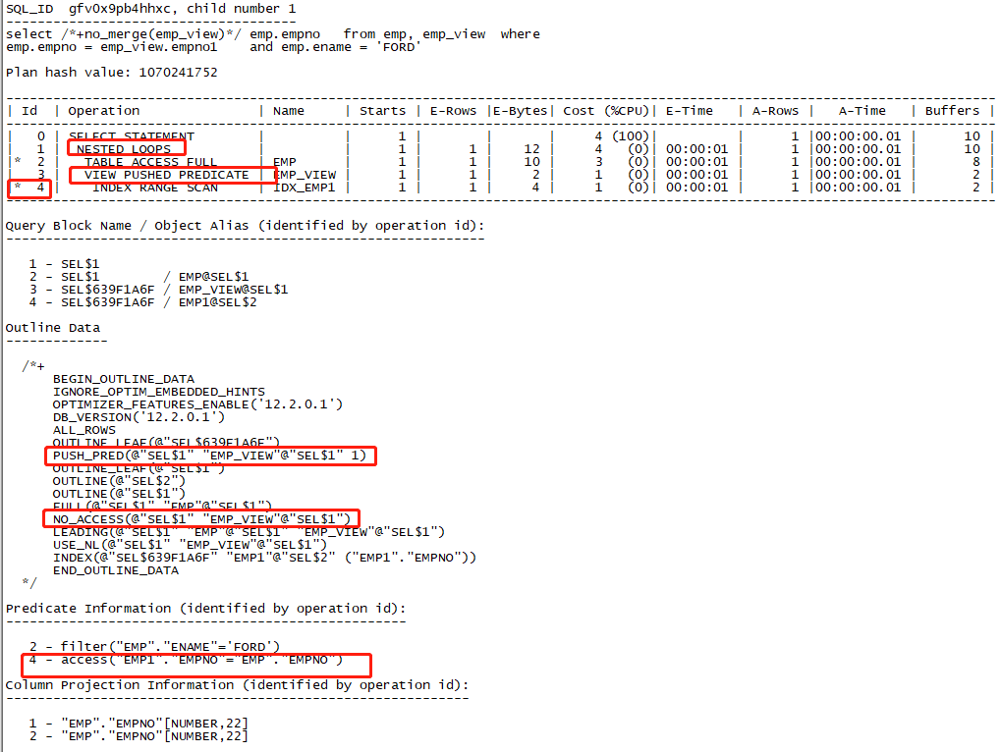 SQL_ID  gfv0x9pb4hhxc, child number 1
-------------------------------------
select /*+no_merge(emp_view)*/ emp.empno   from emp, emp_view  where
emp.empno = emp_view.empno1    and emp.ename = 'FORD'
Plan hash value: 1070241752
| Id  | Operation               | Name     | Starts | E-Rows |E-Bytes| Cost (%CPU)| E-Time   | A-Rows |   A-Time   | Buffers |
|   0 | SELECT STATEMENT        |          |      1 |        |       |     4 (100)|          |      1 |00:00:00.01 |      10 |
|   1 |  NESTED LOOPS           |          |      1 |      1 |    12 |     4   (0)| 00:00:01 |      1 |00:00:00.01 |      10 |
|*  2 |   TABLE ACCESS FULL     | EMP      |      1 |      1 |    10 |     3   (0)| 00:00:01 |      1 |00:00:00.01 |       8 |
|   3 |   VIEW PUSHED PREDICATE | EMP_VIEW |      1 |      1 |     2 |     1   (0)| 00:00:01 |      1 |00:00:00.01 |       2 |
|*  4 |    INDEX RANGE SCAN     | IDX_EMP1 |      1 |      1 |     4 |     1   (0)| 00:00:01 |      1 |00:00:00.01 |       2 |
Query Block Name / Object Alias (identified by operation id):
-------------------------------------------------------------
1 - SEL$1
2 - SEL$1        / EMP@SEL$1
3 - SEL$639F1A6F / EMP_VIEW@SEL$1
4 - SEL$639F1A6F / EMP1@SEL$2
Outline Data
-------------
/*+
BEGIN_OUTLINE_DATA
IGNORE_OPTIM_EMBEDDED_HINTS
OPTIMIZER_FEATURES_ENABLE('12.2.0.1')
DB_VERSION('12.2.0.1')
ALL_ROWS
OUTLINE_LEAF(@"SEL$639F1A6F")
PUSH_PRED(@"SEL$1" "EMP_VIEW"@"SEL$1" 1)
OUTLINE_LEAF(@"SEL$1")
OUTLINE(@"SEL$2")
OUTLINE(@"SEL$1")
FULL(@"SEL$1" "EMP"@"SEL$1")
NO_ACCESS(@"SEL$1" "EMP_VIEW"@"SEL$1")
LEADING(@"SEL$1" "EMP"@"SEL$1" "EMP_VIEW"@"SEL$1")
USE_NL(@"SEL$1" "EMP_VIEW"@"SEL$1")
INDEX(@"SEL$639F1A6F" "EMP1"@"SEL$2" ("EMP1"."EMPNO"))
END_OUTLINE_DATA
*/
Predicate Information (identified by operation id):
---------------------------------------------------
2 - filter("EMP"."ENAME"='FORD')
4 - access("EMP1"."EMPNO"="EMP"."EMPNO")
Column Projection Information (identified by operation id):
-----------------------------------------------------------
1 - "EMP"."EMPNO"[NUMBER,22]
2 - "EMP"."EMPNO"[NUMBER,22]